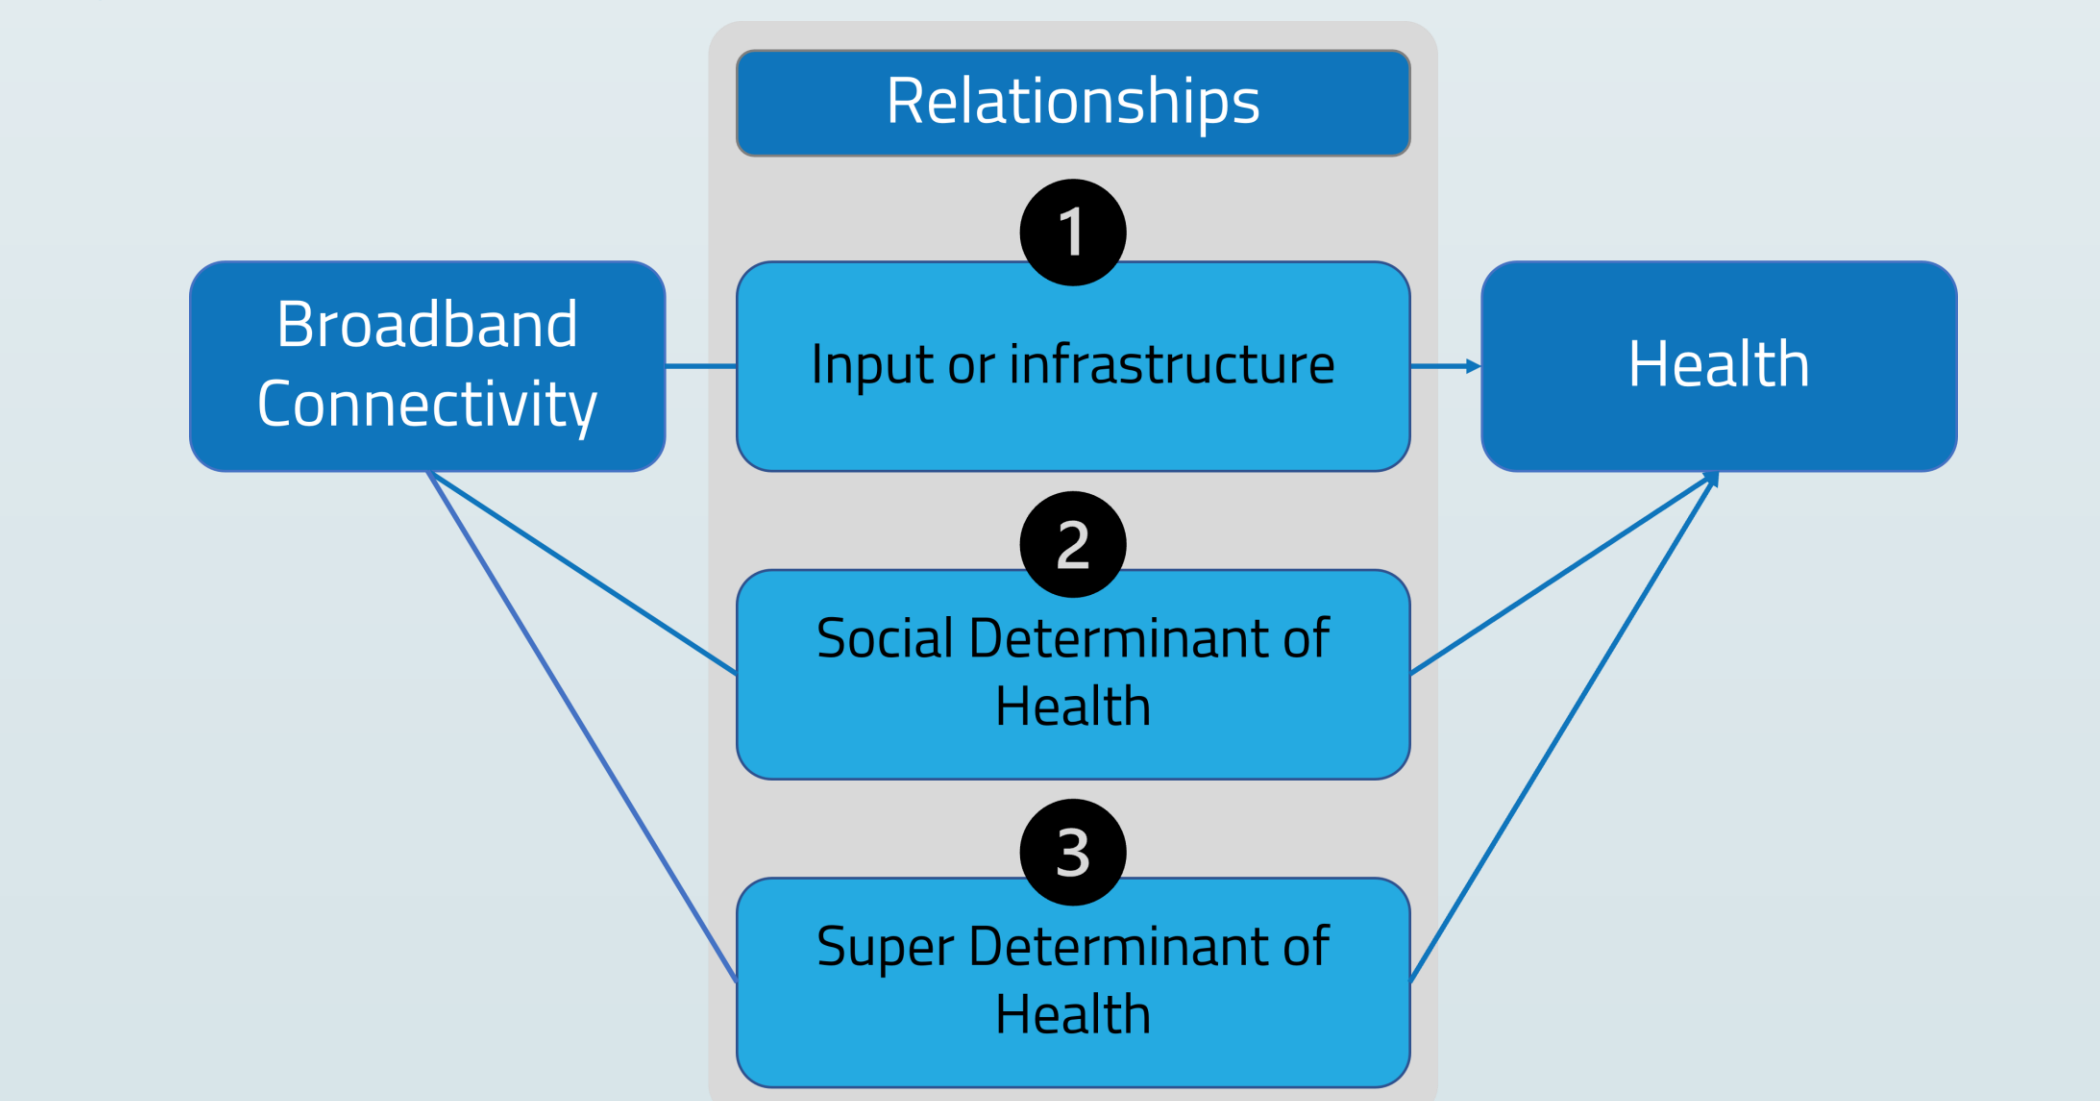 Relationships
1
Broadband
Connectivity
Input or infrastructure
Health
2
Social Determinant of
Health
3
Super Determinant of
Health